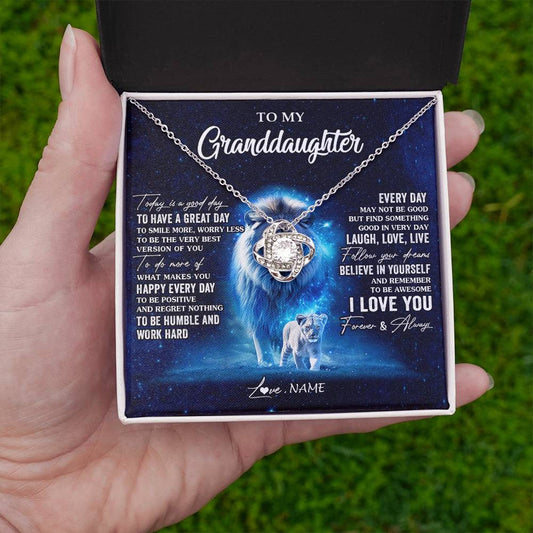 TO MY
Granddaughter
Today is a good day
TO HAVE A GREAT DAY
TO SMILE MORE, WORRY LESS
TO BE THE VERY BEST
VERSION OF YOU
To do more of
WHAT MAKES YOU
HAPPY EVERY DAY
TO BE POSITIVE
AND REGRET NOTHING
TO BE HUMBLE AND
WORK HARD
EVERY DAY
MAY NOT BE GOOD
BUT FIND SOMETHING
GOOD IN VERY DAY
LAUGH, LOVE, LIVE
Follow your dreams
BELIEVE IN YOURSELF
AND REMEMBER
TO BE AWESOME
I LOVE YOU
Forever & Always
Love, NAME